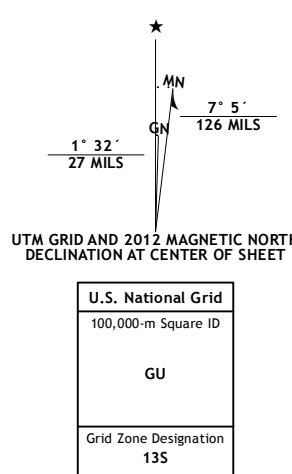 ★
MN
7° 5´
126 MILS
GN
1° 32´
27 MILS
UTM GRID AND 2012 MAGNETIC NORTH
DECLINATION AT CENTER OF SHEET
U.S. National Grid
100,000-m Square ID
GU
Grid Zone Designation
13S